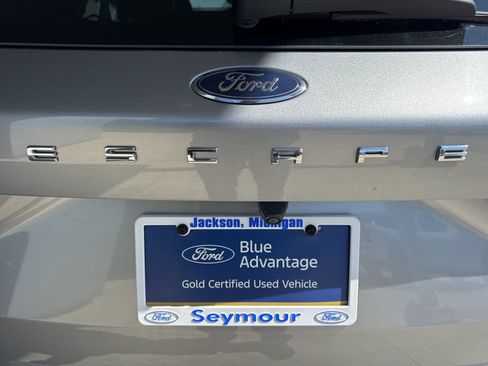 Ford
ESCAPE
Jackson, Michigan
Ford
Blue
Advantage
Gold Certified Used Vehicle
Ford
Seymour
Ford